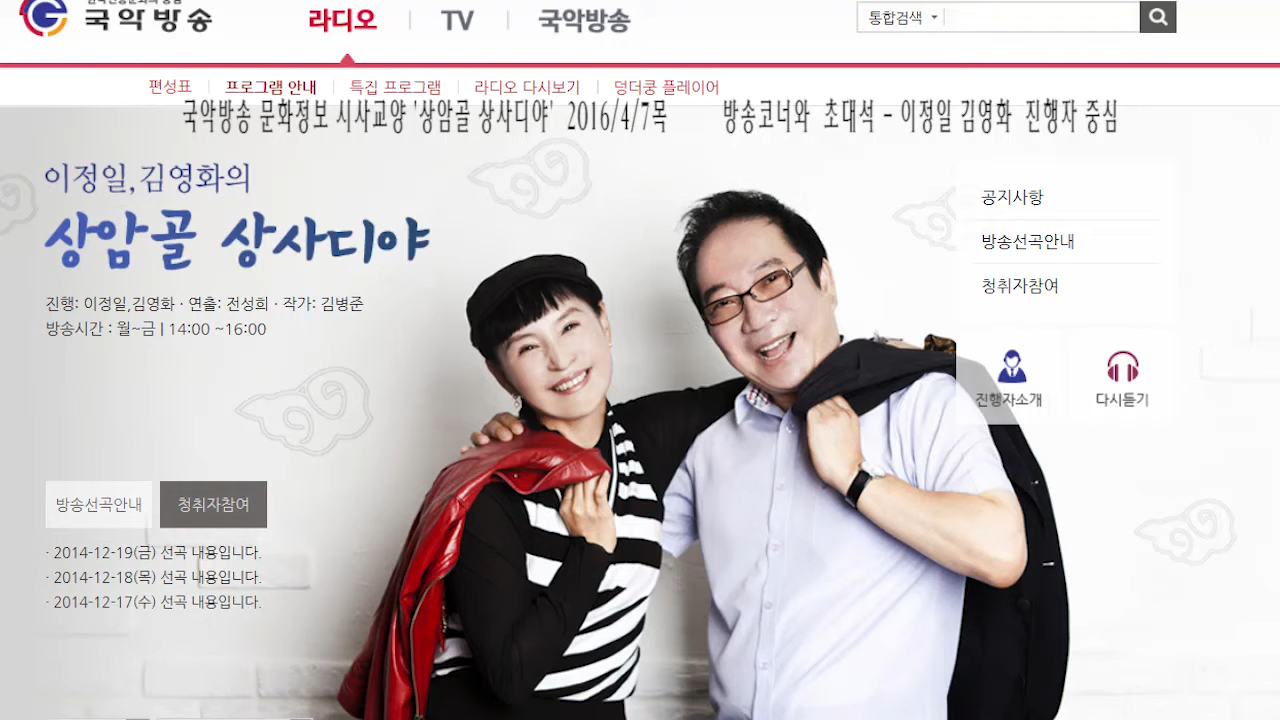 국악방송
라디오 TV 국악방송
통합검색
편성표 프로그램 안내 특집 프로그램 라디오 다시보기 덩더쿵 플레이어
국악방송 문화정보 시사교양 '상암골 상사디야' 2016/4/7목 방송코너와 초대석 - 이정일 김영화 진행자 중심
이정일,김영화의
상암골 상사디야
진행: 이정일,김영화 · 연출: 전성희 · 작가: 김병준
방송시간 : 월~금 | 14:00 ~16:00
공지사항
방송선곡안내
청취자참여
진행자소개 다시듣기
방송선곡안내 청취자참여
· 2014-12-19(금) 선곡 내용입니다.
· 2014-12-18(목) 선곡 내용입니다.
· 2014-12-17(수) 선곡 내용입니다.